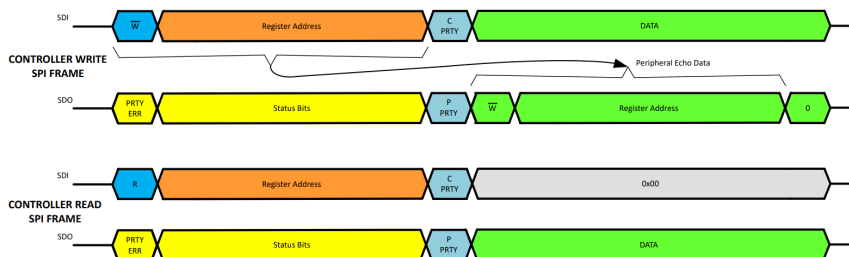 SDI
W
Register Address
C
PRTY
DATA
CONTROLLER WRITE
SPI FRAME
Peripheral Echo Data
SDO
PRTY
ERR
Status Bits
P
PRTY
W
Register Address
0
SDI
R
Register Address
C
PRTY
0x00
CONTROLLER READ
SPI FRAME
SDO
PRTY
ERR
Status Bits
P
PRTY
DATA